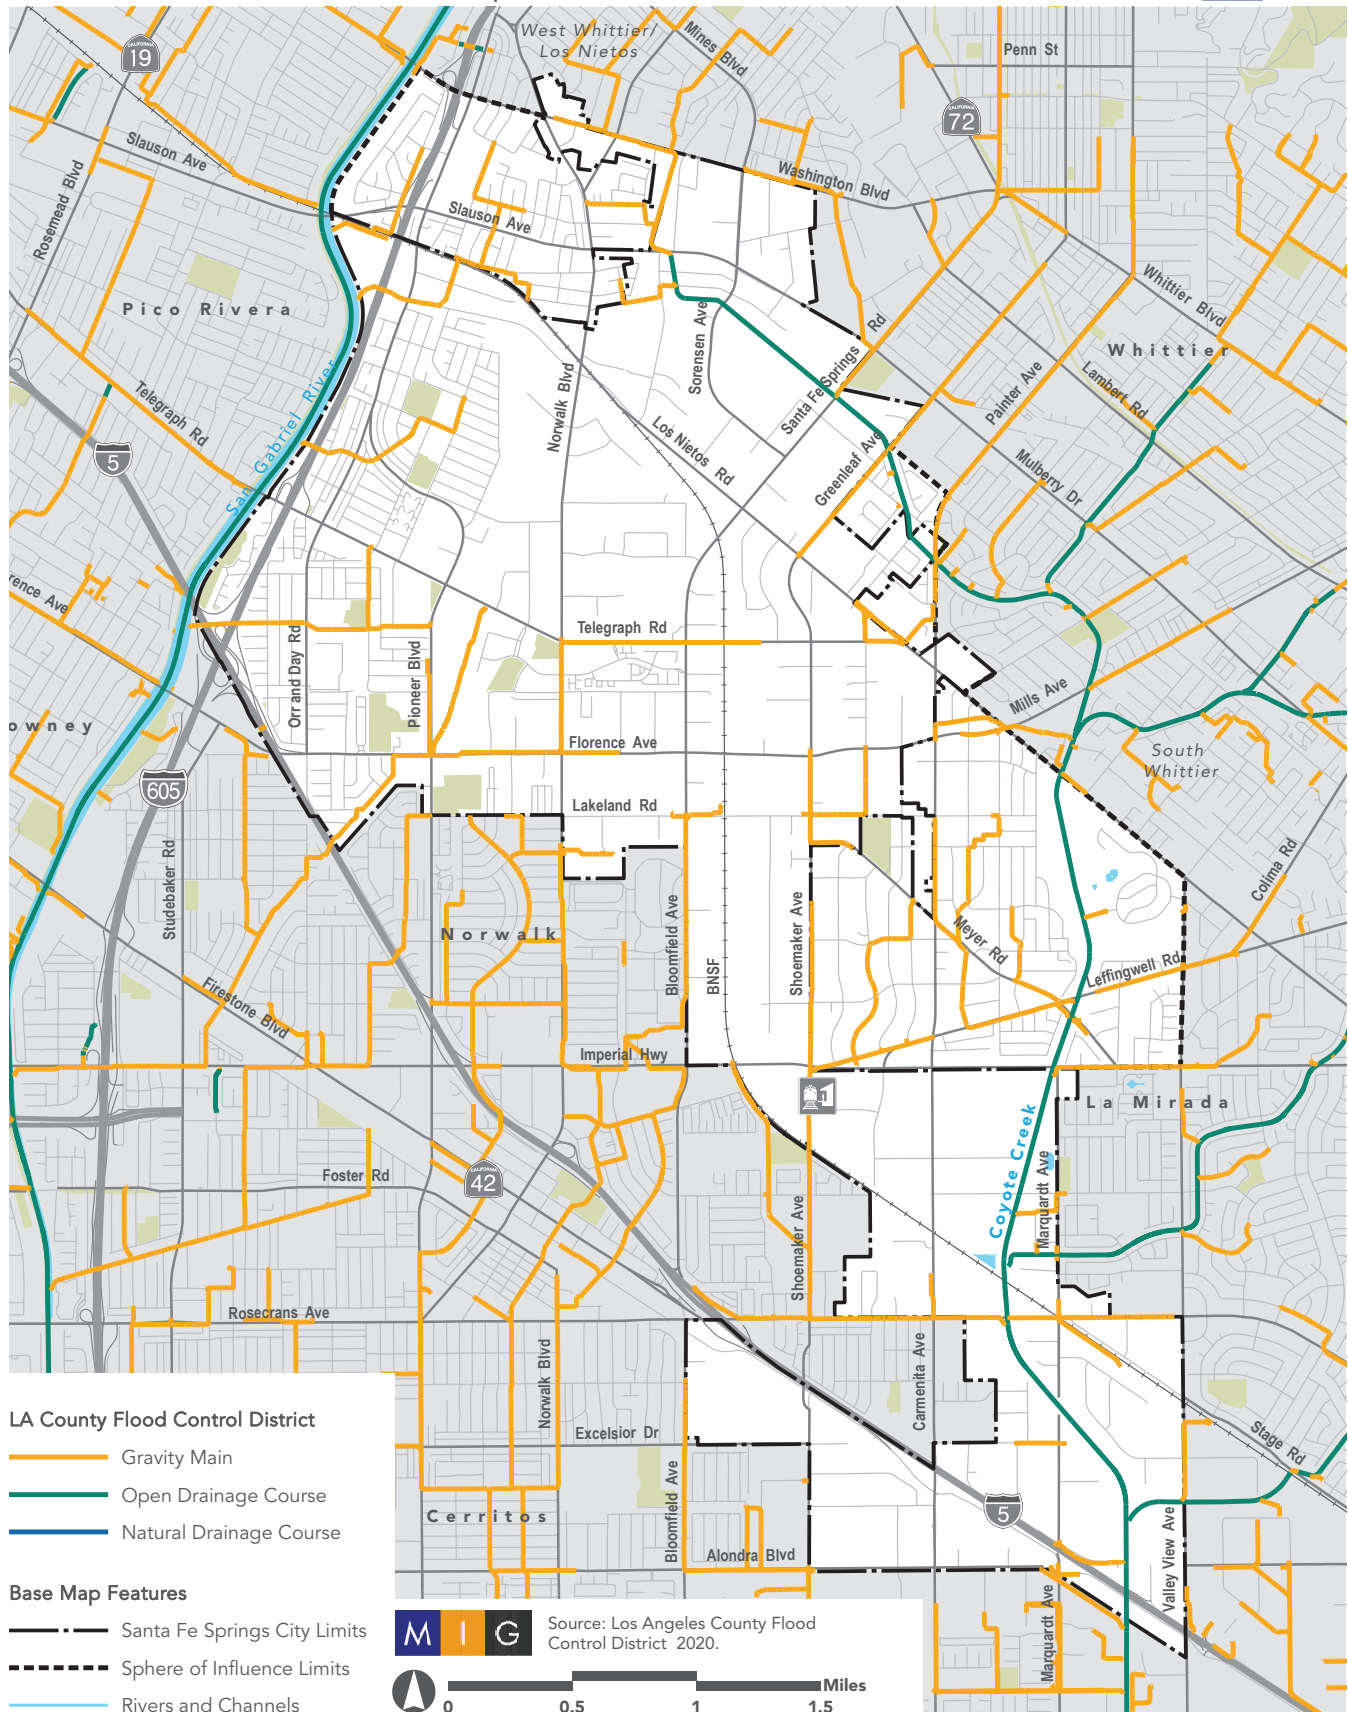 West Whittier/
Los Nietos
Mines Blvd
Penn St
CALIFORNIA
19
CALIFORNIA
72
Slauson Ave
Rosemead Blvd
Washington Blvd
Slauson Ave
Pico Rivera
Whittier Blvd
Whittier
Sorensen Ave
Santa Fe Springs Rd
Painter Ave
Lambert Rd
Telegraph Rd
San Gabriel River
Norwalk Blvd
Los Nietos Rd
Greenleaf Ave
Mulberry Dr
5
rence Ave
Telegraph Rd
Orr and Day Rd
Pioneer Blvd
Mills Ave
owney
Florence Ave
South
Whittier
605
Lakeland Rd
Studebaker Rd
Colima Rd
Norwalk
Bloomfield Ave
BNSF
Shoemaker Ave
Meyer Rd
Leffingwell Rd
Firestone Blvd
Imperial Hwy
La Mirada
Coyote Creek
Marquardt Ave
Foster Rd
CALIFORNIA
42
Shoemaker Ave
Rosecrans Ave
Norwalk Blvd
Carmenita Ave
Excelsior Dr
Stage Rd
Bloomfield Ave
5
Cerritos
Alondra Blvd
Valley View Ave
Marquardt Ave
LA County Flood Control District
Gravity Main
Open Drainage Course
Natural Drainage Course
Base Map Features
Santa Fe Springs City Limits
Sphere of Influence Limits
Rivers and Channels
M I G
Source: Los Angeles County Flood
Control District 2020.
Miles
0 0.5 1 1.5